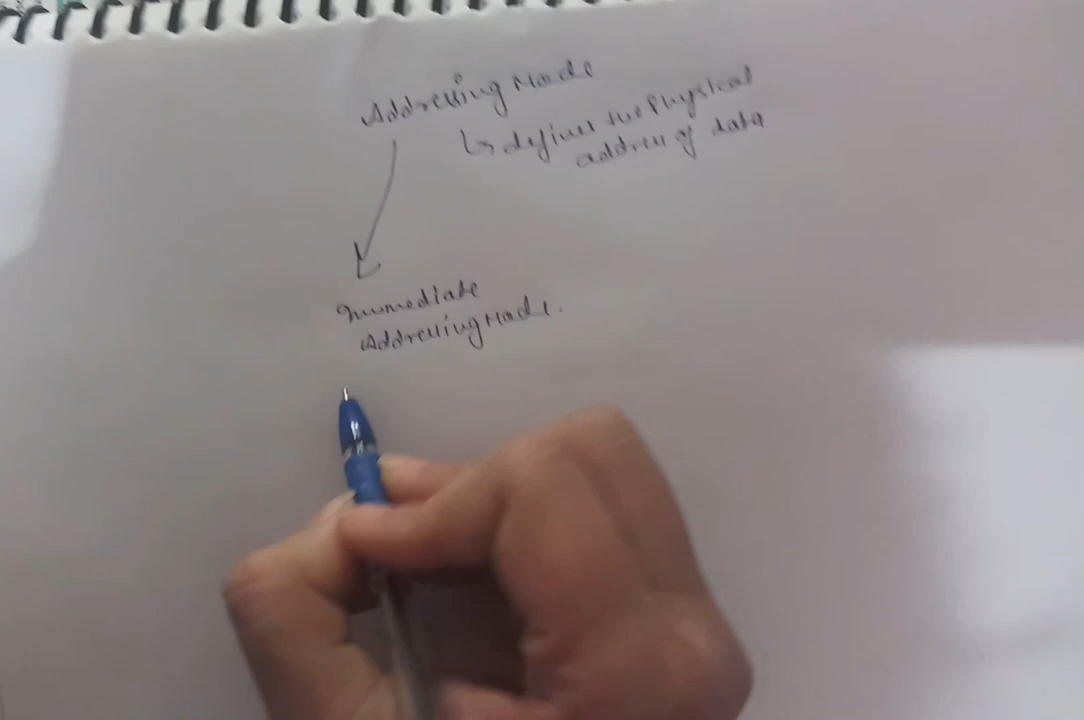 Addressing Mode
↳ defines the Physical
address of data
Immediate
Addressing Mode.